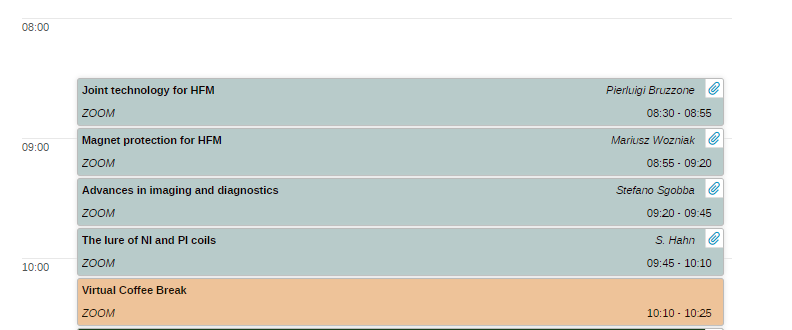 08:00
Joint technology for HFM Pierluigi Bruzzone
ZOOM 08:30 - 08:55
Magnet protection for HFM Mariusz Wozniak
09:00
ZOOM 08:55 - 09:20
Advances in imaging and diagnostics Stefano Sgobba
ZOOM 09:20 - 09:45
The lure of NI and PI coils S. Hahn
10:00
ZOOM 09:45 - 10:10
Virtual Coffee Break
ZOOM 10:10 - 10:25